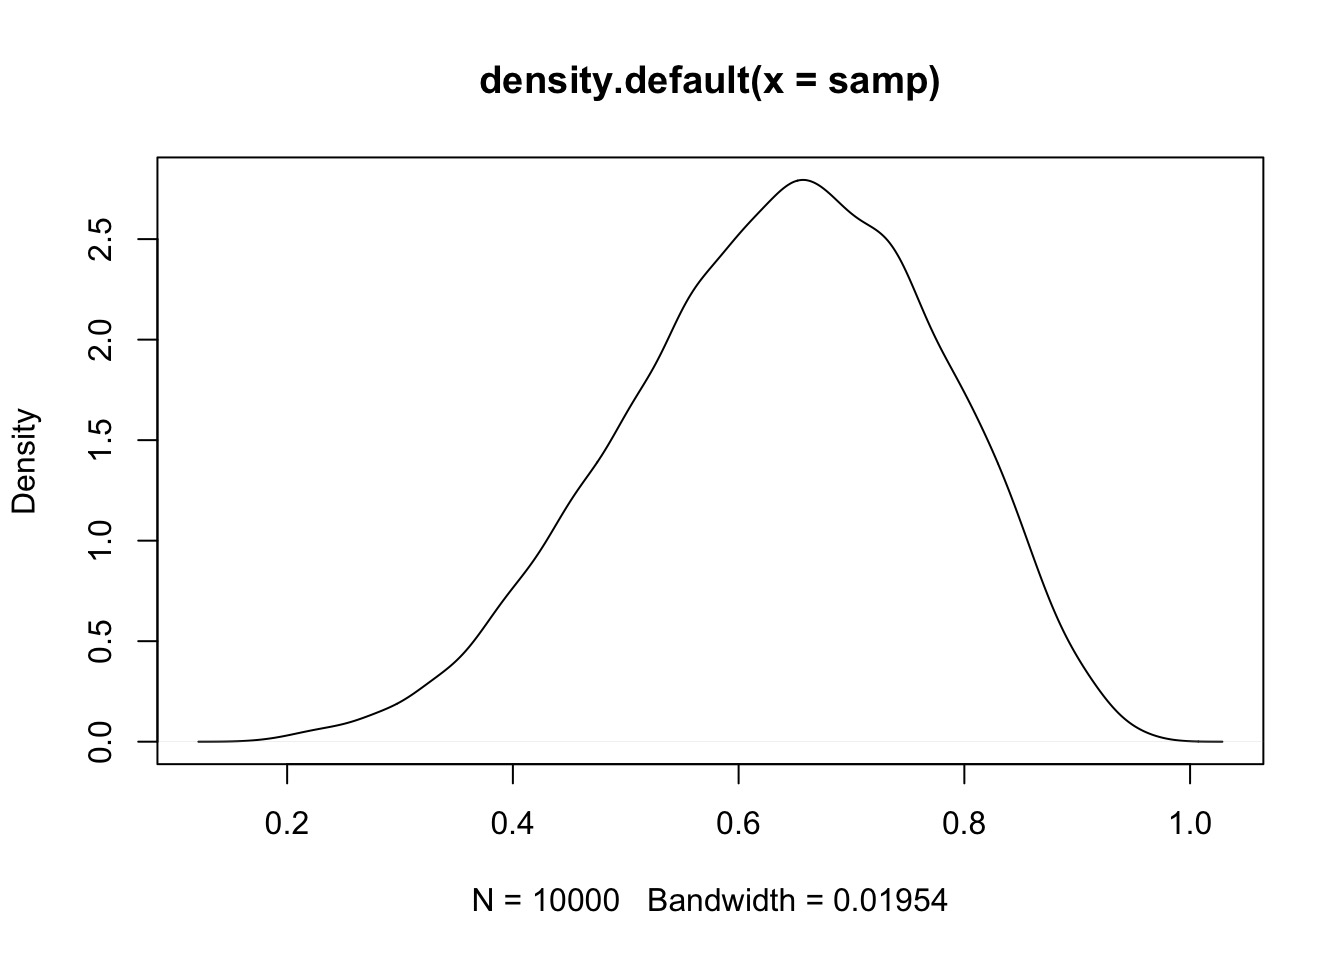 density.default(x = samp)
Density
0.0 0.5 1.0 1.5 2.0 2.5
0.2 0.4 0.6 0.8 1.0
N = 10000 Bandwidth = 0.01954